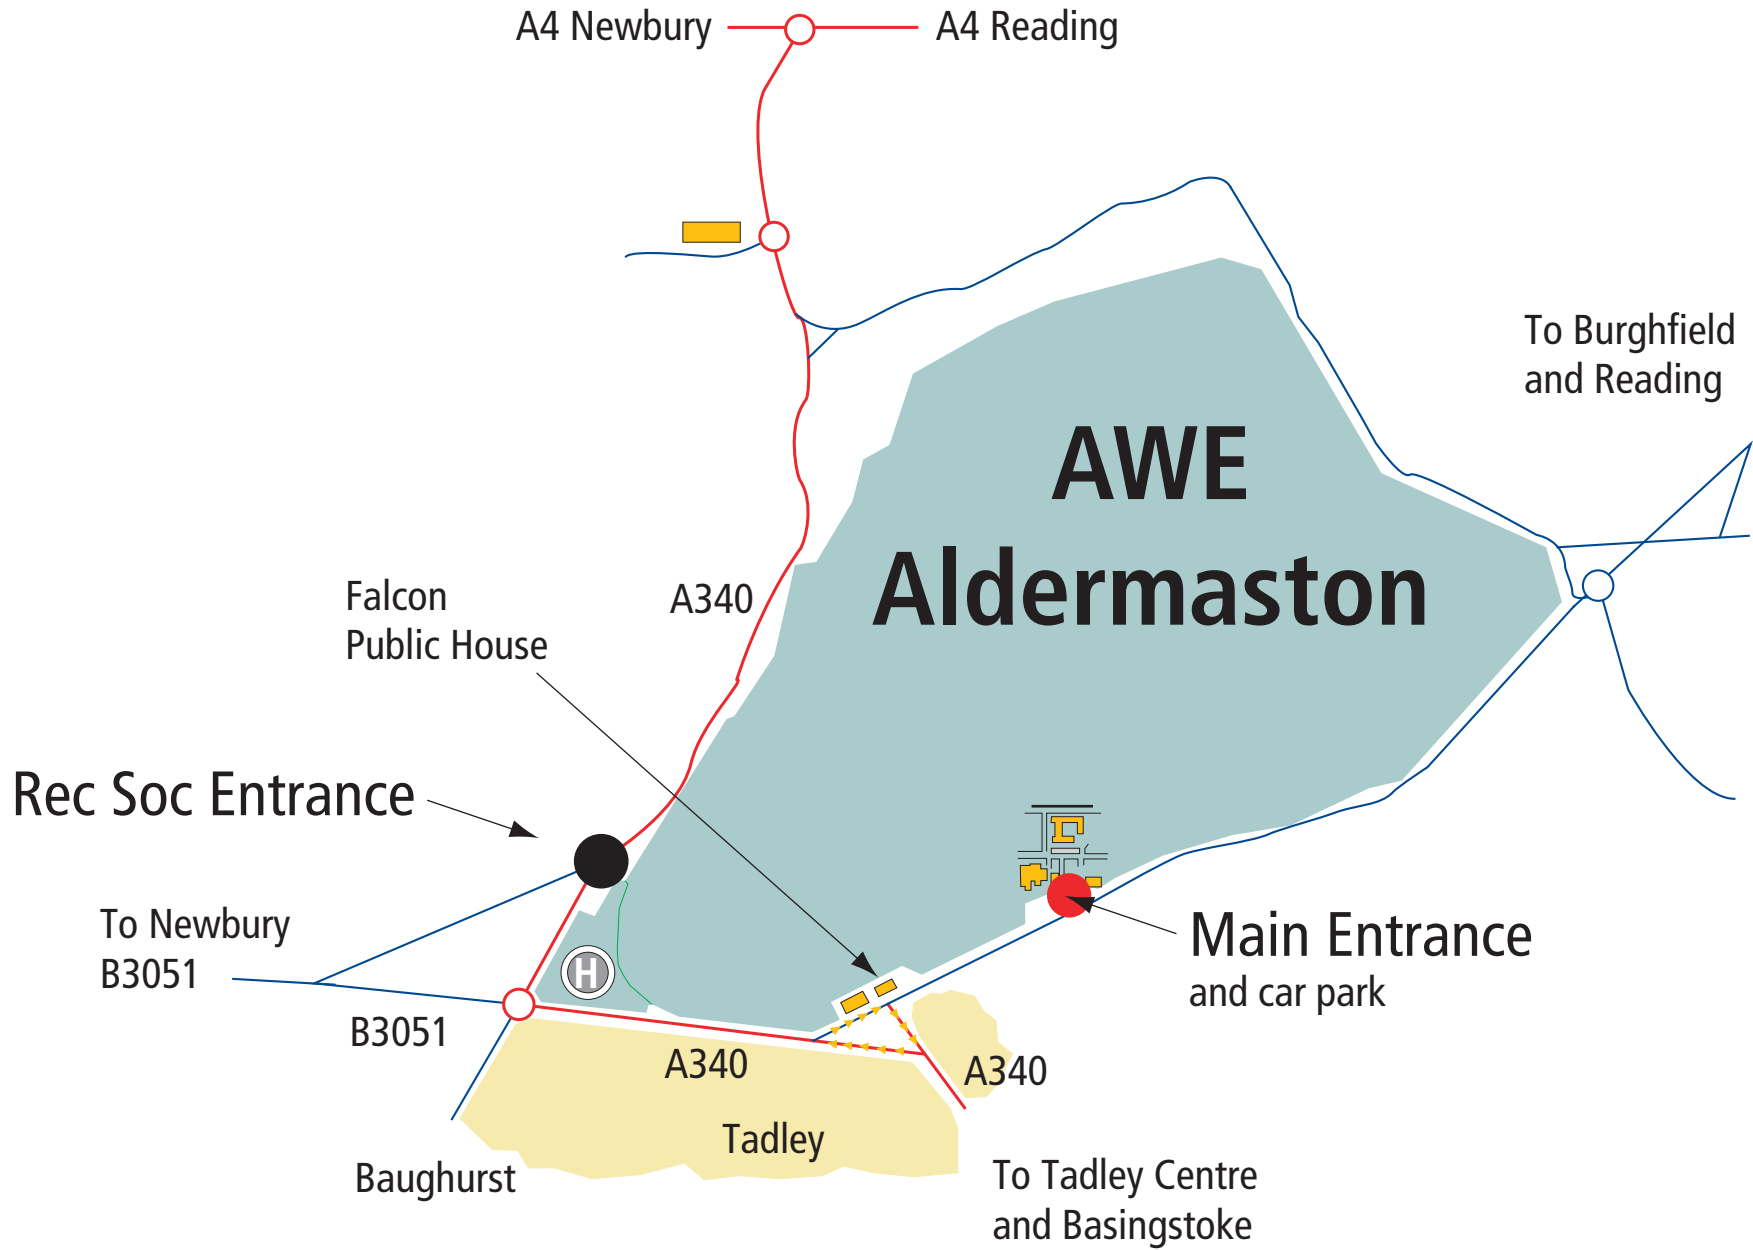 A4 Newbury
A4 Reading
To Burghfield
and Reading
AWE
Aldermaston
A340
Falcon
Public House
Rec Soc Entrance
To Newbury
B3051
H
Main Entrance
and car park
B3051
A340
A340
Tadley
Baughurst
To Tadley Centre
and Basingstoke